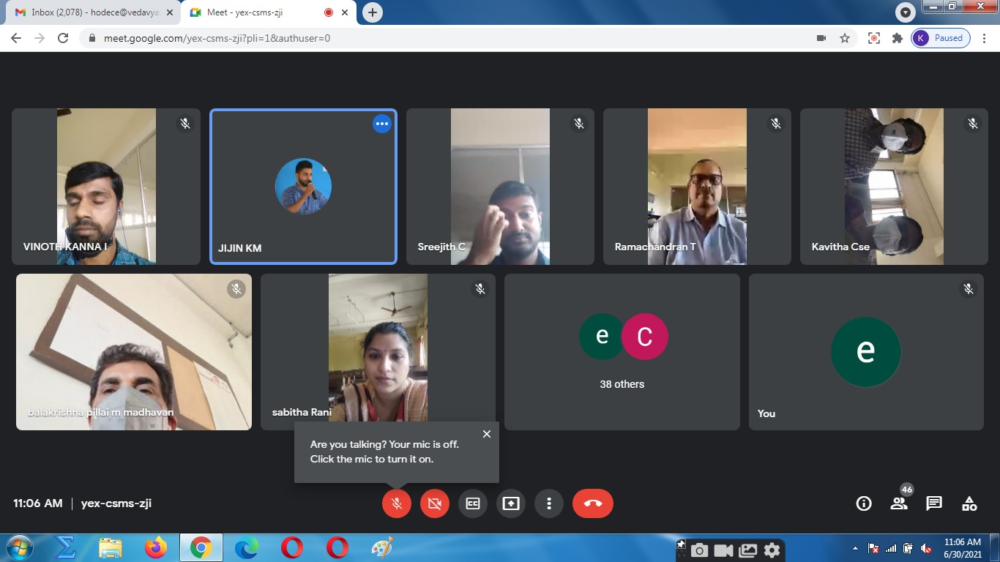 Inbox (2,078) - hodece@vedavya
Meet - yex-csms-zji
meet.google.com/yex-csms-zji?pli=1&authuser=0
K Paused
VINOTH KANNA I
JIJIN KM
Sreejith C
Ramachandran T
Kavitha Cse
balakrishna pillai m madhavan
sabitha Rani
e C
38 others
e
You
Are you talking? Your mic is off.
Click the mic to turn it on.
11:06 AM | yex-csms-zji
CC
46
11:06 AM
6/30/2021